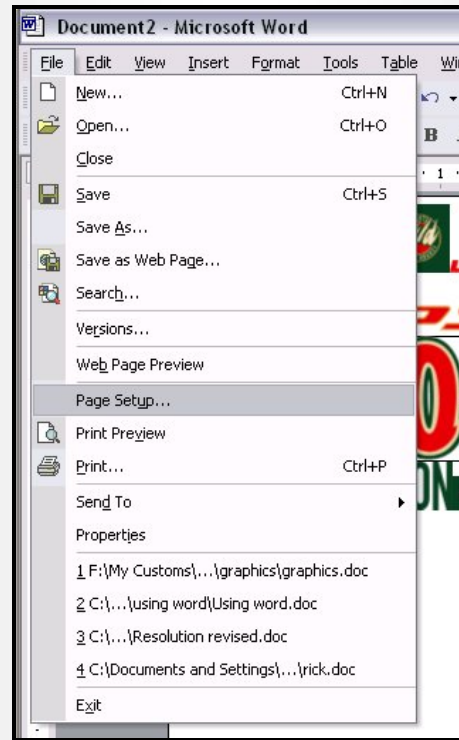 Document2 - Microsoft Word
File Edit View Insert Format Tools Table
New... Ctrl+N
Open... Ctrl+O
B
Close
1
Save Ctrl+S
Save As...
Save as Web Page...
Search...
Versions...
Web Page Preview
Page Setup...
Print Preview
Print... Ctrl+P
Send To
Properties
1 F:\My Customs\...\graphics\graphics.doc
2 C:\...\using word\Using word.doc
3 C:\...\Resolution revised.doc
4 C:\Documents and Settings\...\rick.doc
Exit